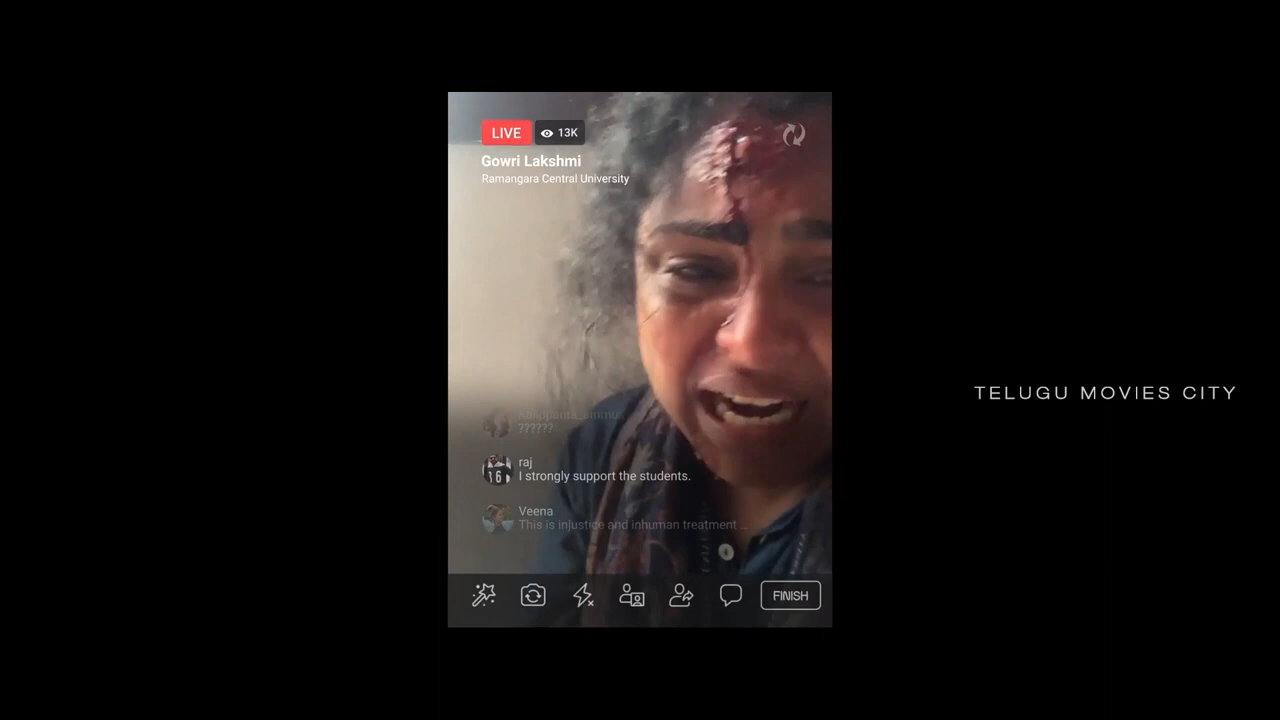 LIVE 13K
Gowri Lakshmi
Ramangara Central University
??????
raj
I strongly support the students.
Veena
This is injustice and inhuman treatment ...
FINISH
TELUGU MOVIES CITY